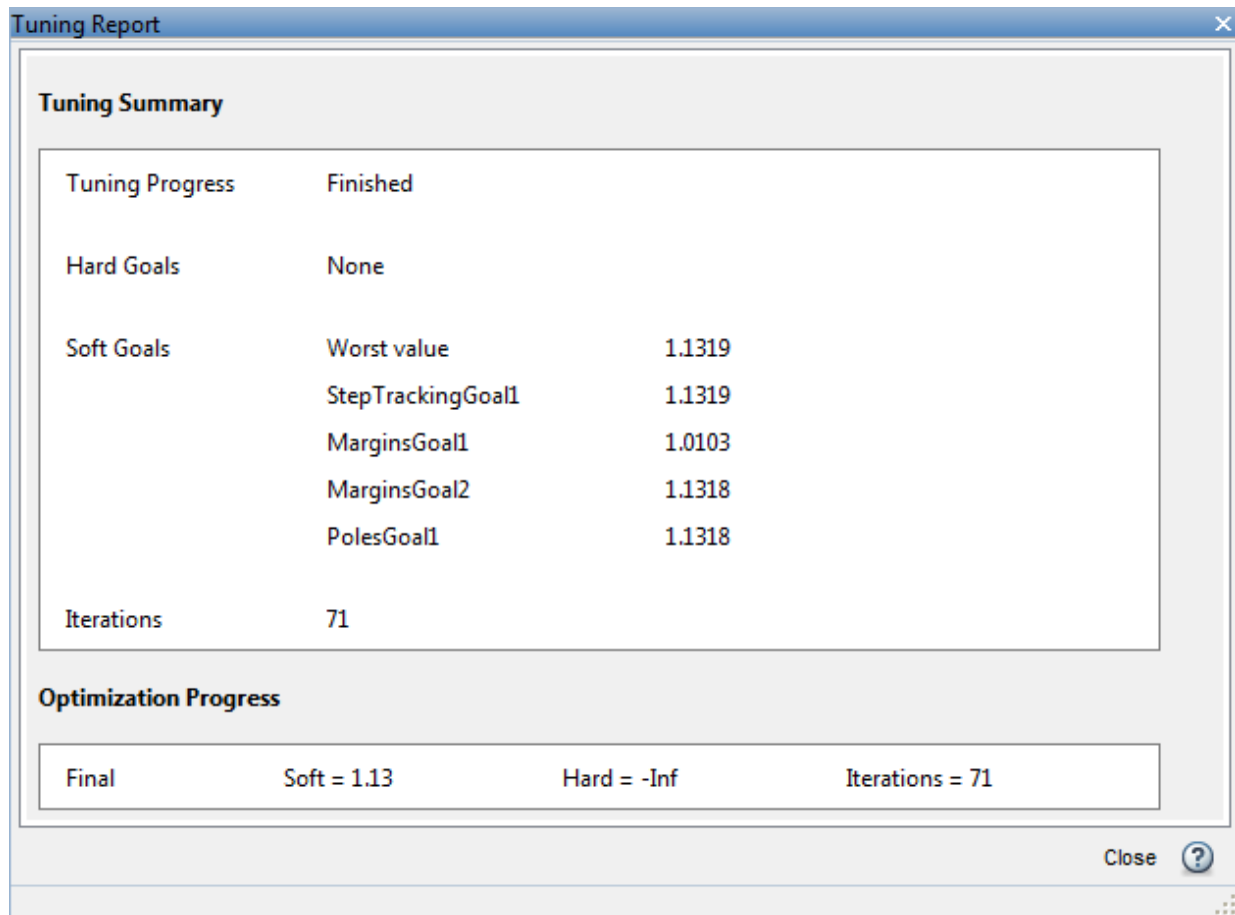 Tuning Report
Tuning Summary
Tuning Progress Finished
Hard Goals None
Soft Goals Worst value 1.1319
StepTrackingGoal1 1.1319
MarginsGoal1 1.0103
MarginsGoal2 1.1318
PolesGoal1 1.1318
Iterations 71
Optimization Progress
Final Soft = 1.13 Hard = -Inf Iterations = 71
Close ?